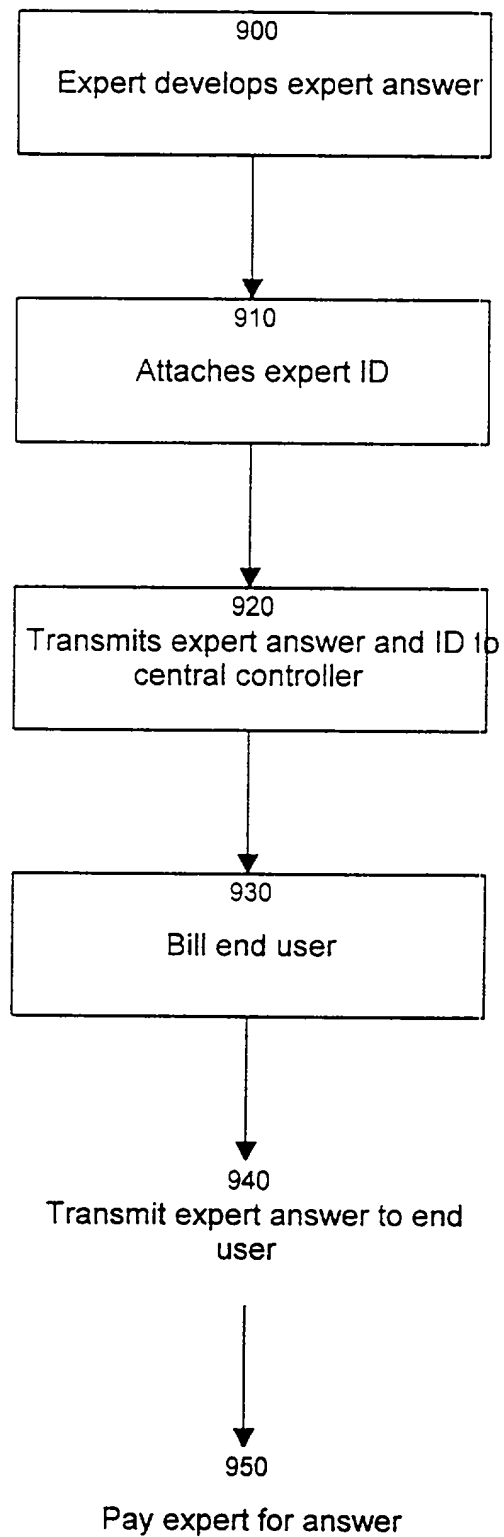 900
Expert develops expert answer
910
Attaches expert ID
920
Transmits expert answer and ID to
central controller
930
Bill end user
940
Transmit expert answer to end
user
950
Pay expert for answer